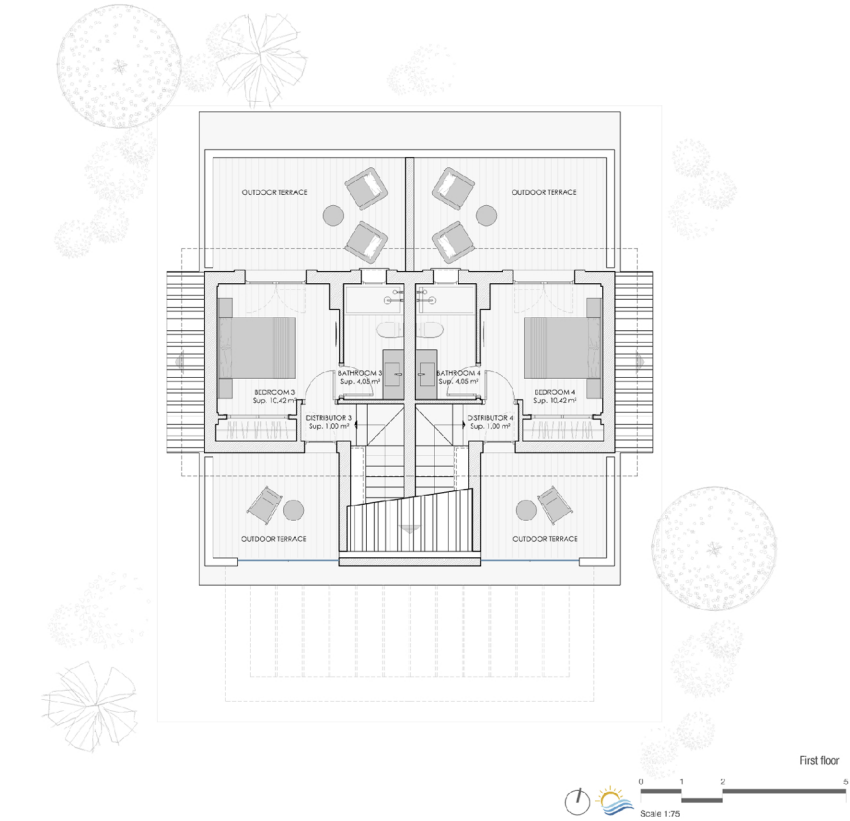 OUTDOOR TERRACE
OUTDOOR TERRACE
BATHROOM 3
Sup. 4,05 m²
BATHROOM 4
Sup. 4,05 m²
BEDROOM 3
Sup. 10,42 m²
BEDROOM 4
Sup. 10,42 m²
DISTRIBUTOR 3
Sup. 1,00 m²
DISTRIBUTOR 4
Sup. 1,00 m²
OUTDOOR TERRACE
OUTDOOR TERRACE
First floor
0 1 2 5
Scale 1:75